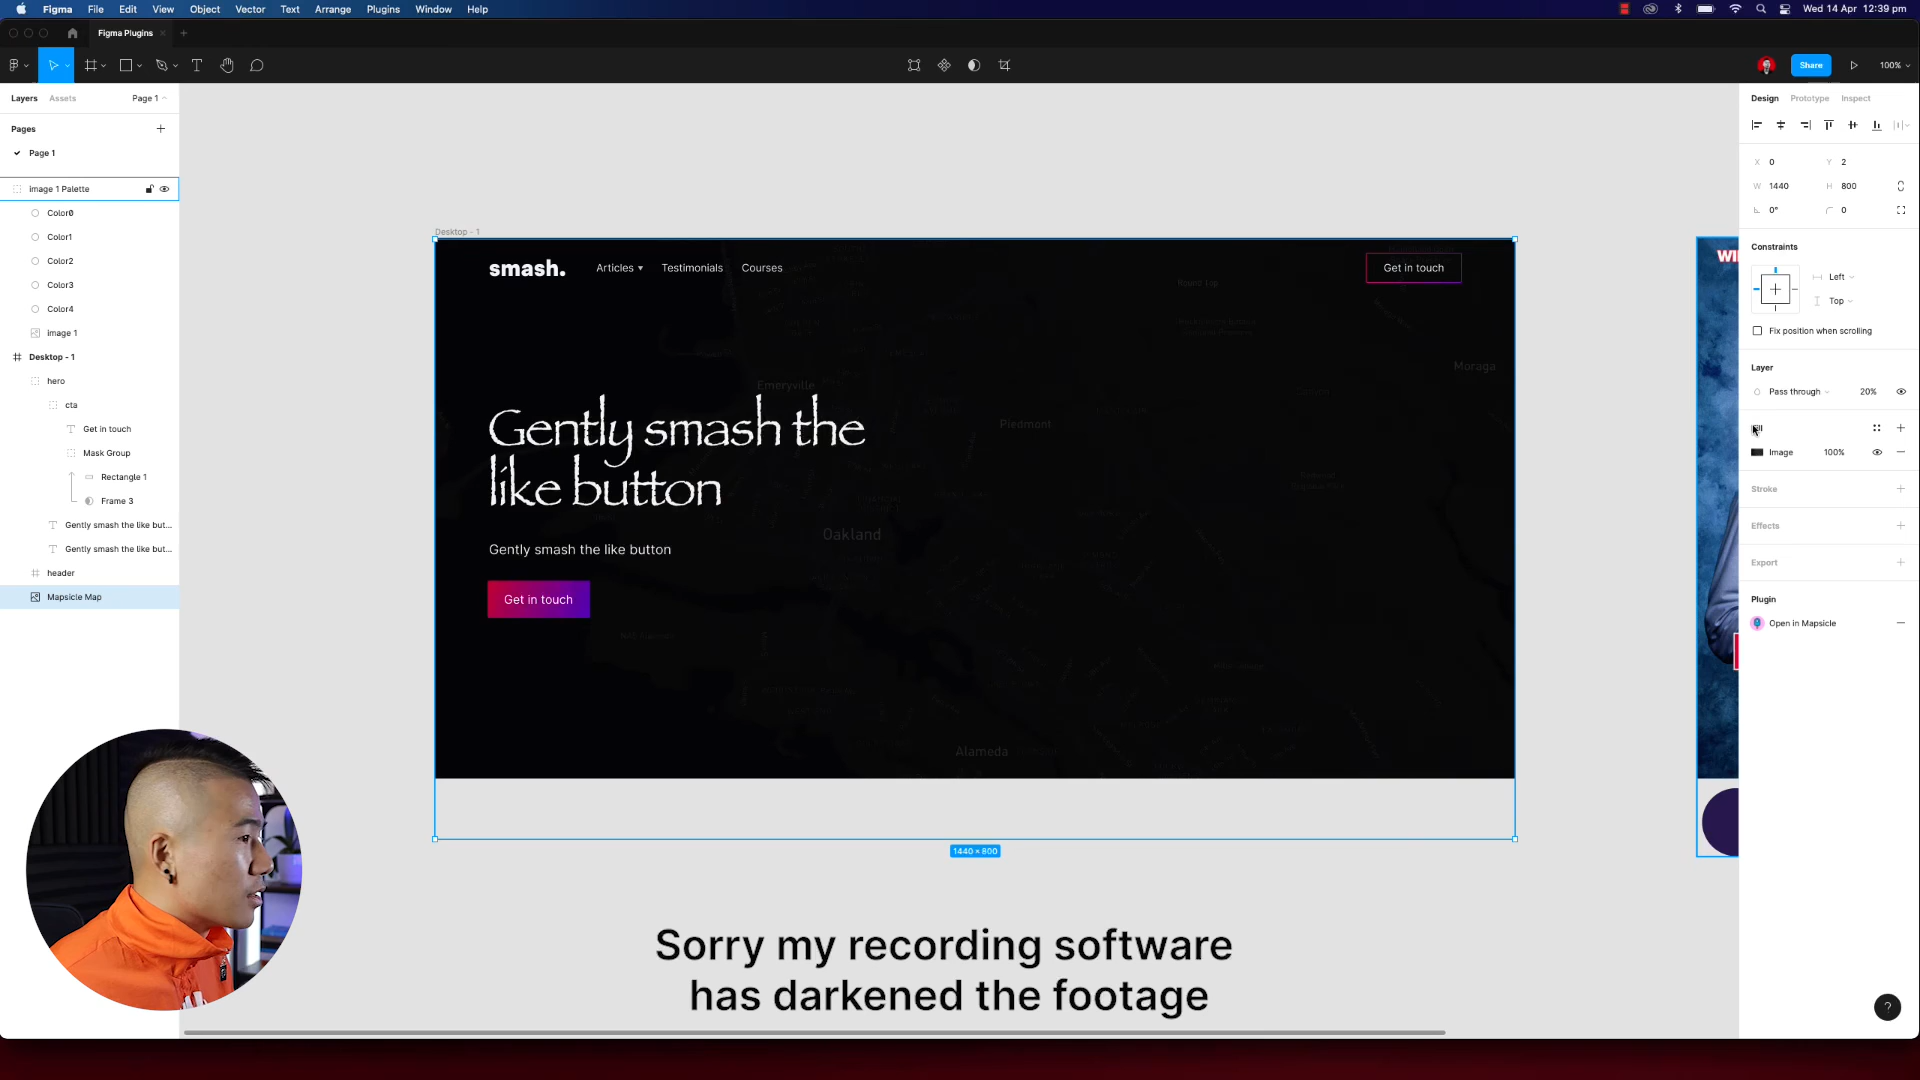 Figma File Edit View Object Vector Text Arrange Plugins Window Help
Wed 14 Apr 12:39 pm
Figma Plugins
Share
100%
Layers Assets Page 1
Pages
Page 1
image 1 Palette
Color0
Color1
Color2
Color3
Color4
image 1
Desktop - 1
hero
cta
Get in touch
Mask Group
Rectangle 1
Frame 3
Gently smash the like but...
Gently smash the like but...
header
Mapsicle Map
Desktop - 1
smash. Articles Testimonials Courses
Get in touch
Round Top
Moraga
Emeryville
Piedmont
Gently smash the
like button
Oakland
Gently smash the like button
Get in touch
Alameda
1440 × 800
WI
Design Prototype Inspect
X 0 Y 2
W 1440 H 800
0° 0
Constraints
Left
Top
Fix position when scrolling
Layer
Pass through 20%
Image 100%
Stroke
Effects
Export
Plugin
Open in Mapsicle
?
Sorry my recording software
has darkened the footage